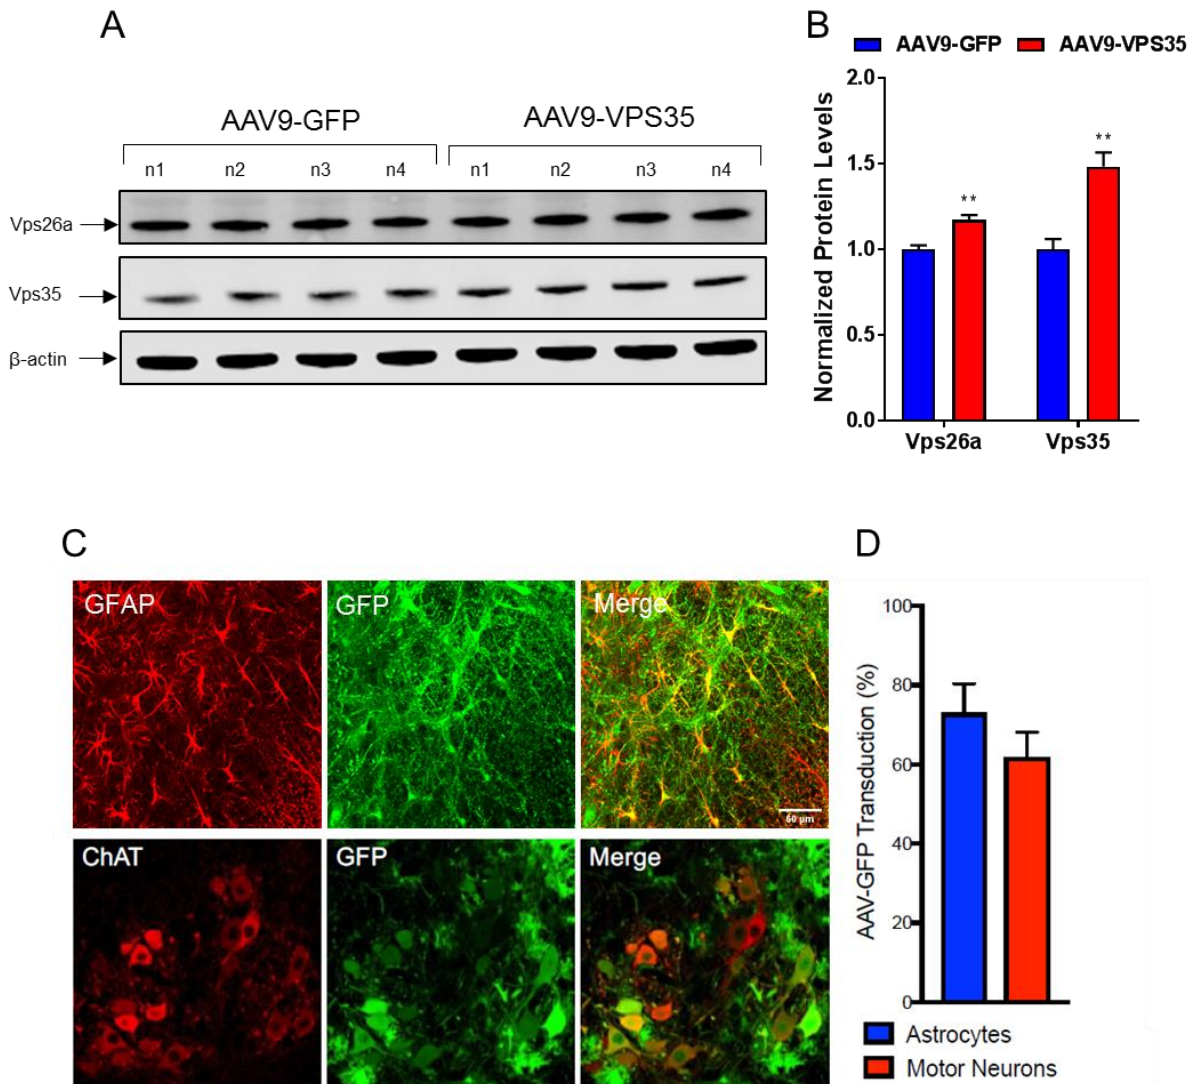 A
AAV9-GFP AAV9-VPS35
n1 n2 n3 n4 n1 n2 n3 n4
Vps26a
Vps35
β-actin
B
AAV9-GFP AAV9-VPS35
Normalized Protein Levels
2.0
1.5
1.0
0.5
0.0
** **
Vps26a Vps35
C
GFAP GFP Merge
60 µm
ChAT GFP Merge
D
AAV-GFP Transduction (%)
100
80
60
40
20
0
Astrocytes
Motor Neurons